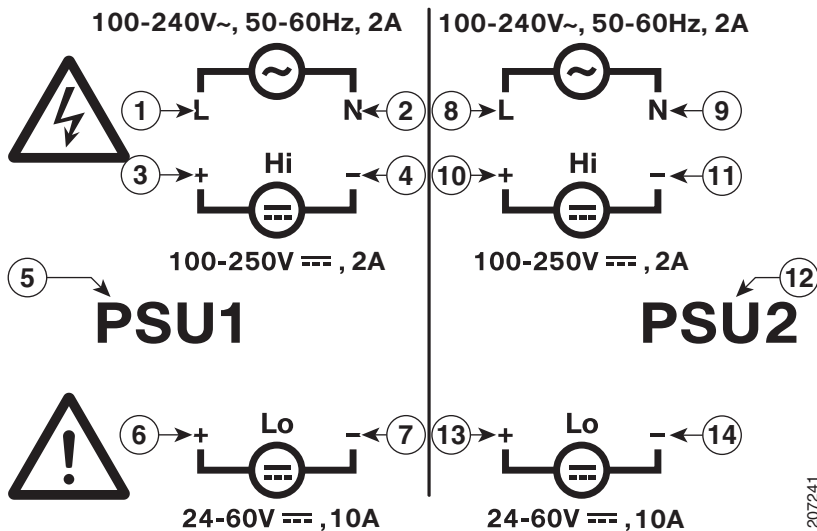 100-240V~, 50-60Hz, 2A 100-240V~, 50-60Hz, 2A
1 L N 2 8 L N 9
Hi Hi
3 + - 4 10 + - 11
100-250V ⎓ , 2A 100-250V ⎓ , 2A
5 12
PSU1 PSU2
Lo Lo
6 + - 7 13 + - 14
24-60V ⎓ , 10A 24-60V ⎓ , 10A
207241